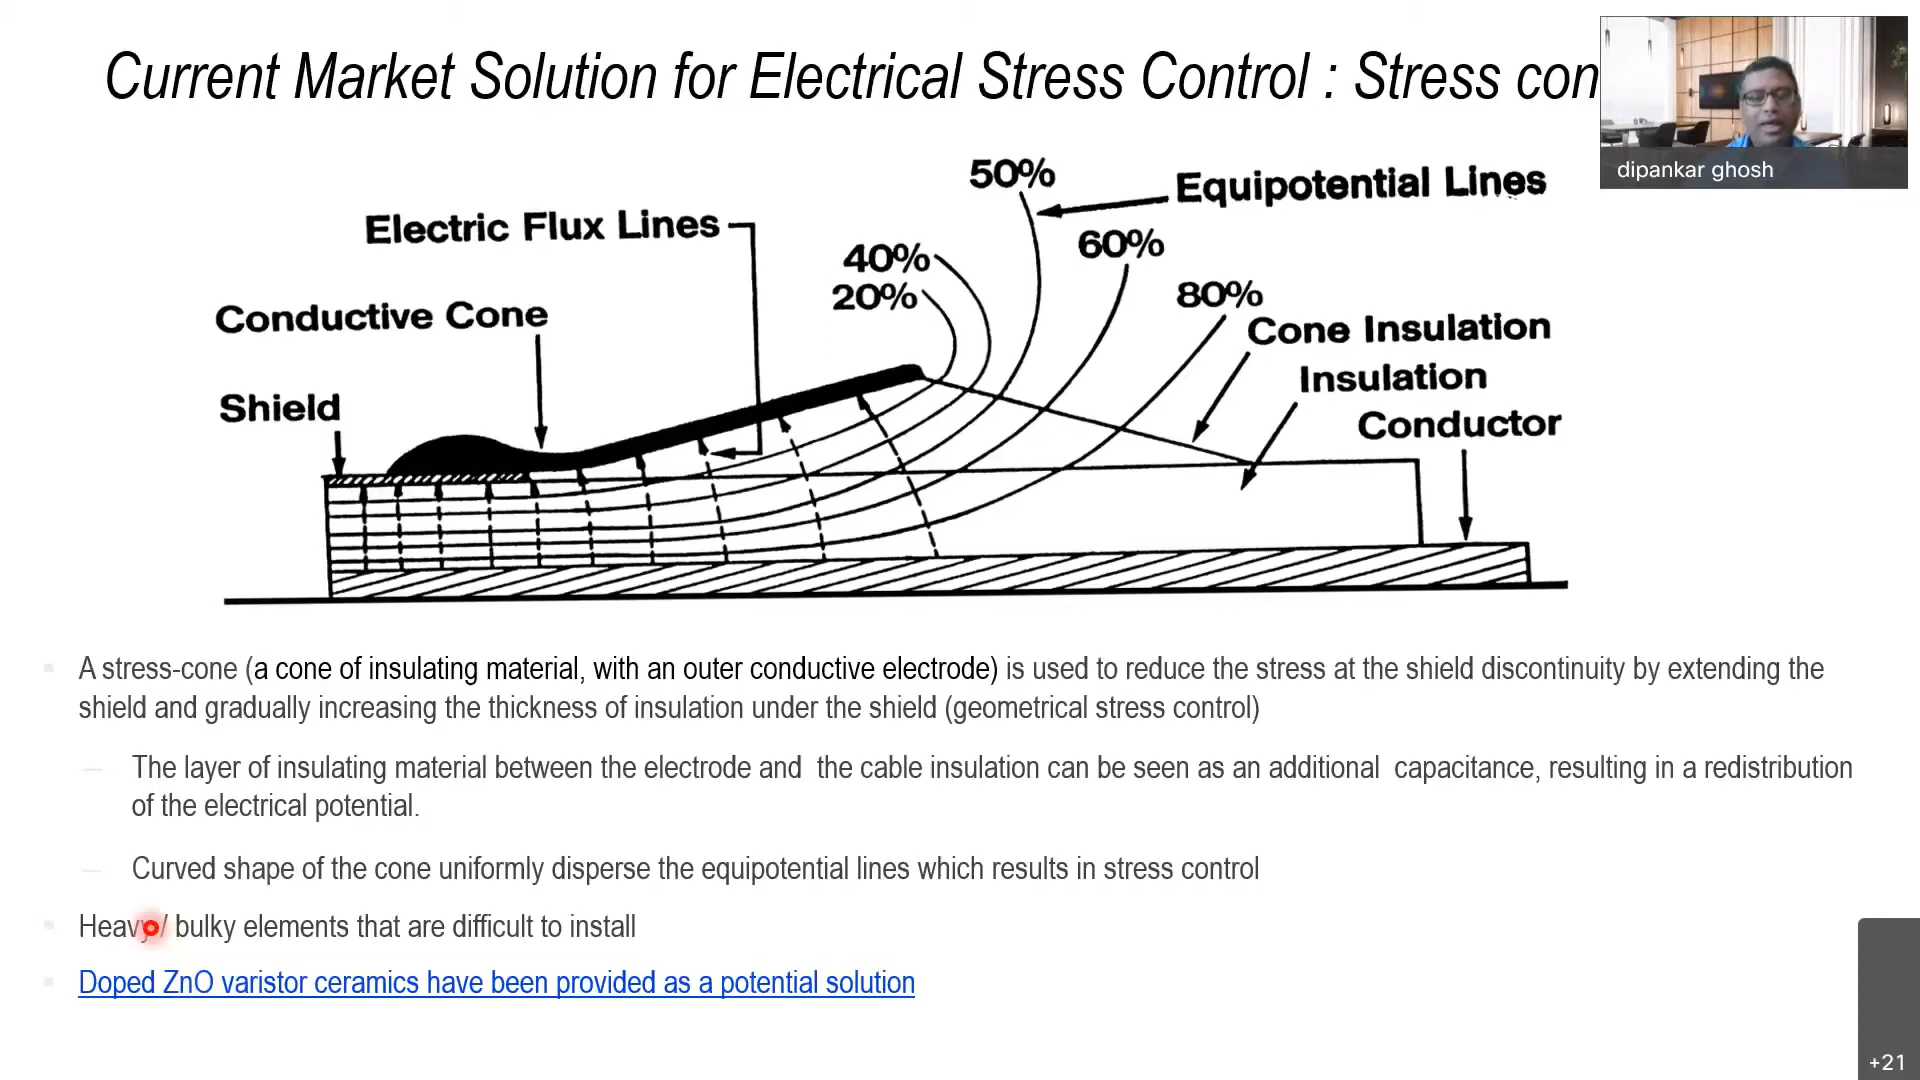 Current Market Solution for Electrical Stress Control : Stress con
dipankar ghosh
50%
Equipotential Lines
Electric Flux Lines
40%
60%
20%
80%
Conductive Cone
Cone Insulation
Insulation
Shield
Conductor
A stress-cone (a cone of insulating material, with an outer conductive electrode) is used to reduce the stress at the shield discontinuity by extending the
shield and gradually increasing the thickness of insulation under the shield (geometrical stress control)
The layer of insulating material between the electrode and the cable insulation can be seen as an additional capacitance, resulting in a redistribution
of the electrical potential.
Curved shape of the cone uniformly disperse the equipotential lines which results in stress control
Heavy/ bulky elements that are difficult to install
Doped ZnO varistor ceramics have been provided as a potential solution
+21